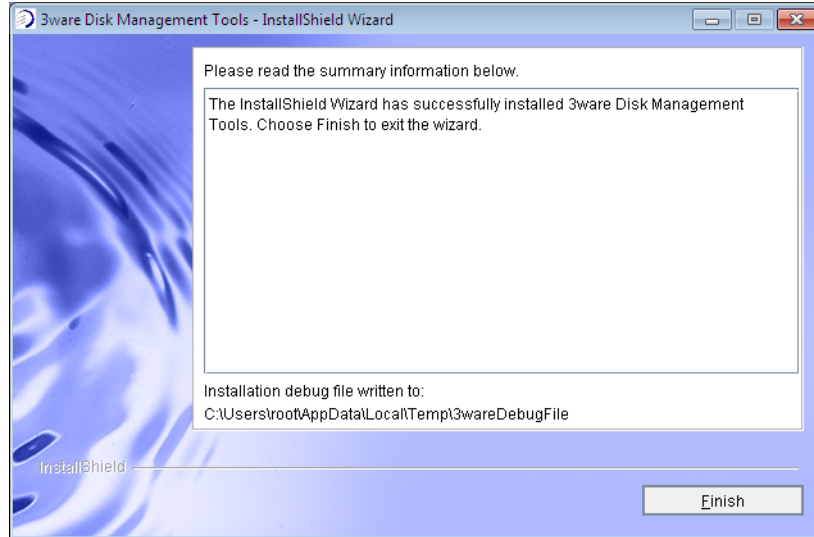 3ware Disk Management Tools - InstallShield Wizard
Please read the summary information below.
The InstallShield Wizard has successfully installed 3ware Disk Management
Tools. Choose Finish to exit the wizard.
Installation debug file written to:
C:\Users\root\AppData\Local\Temp\3wareDebugFile
InstallShield
Finish